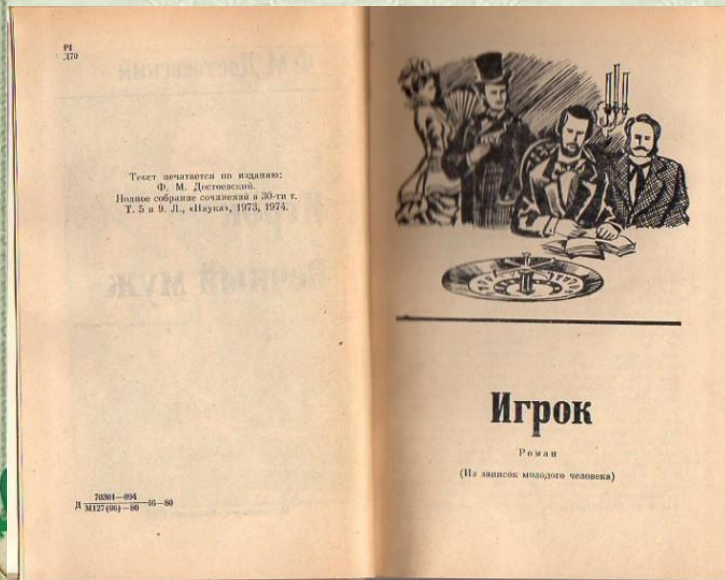 Р1
Д70
Текст печатается по изданию:
Ф. М. Достоевский.
Полное собрание сочинений в 30-ти т.
Т. 5 и 9. Л., «Наука», 1973, 1974.
Д 70301—094
М127(06)—80 66—80
Игрок
Роман
(Из записок молодого человека)